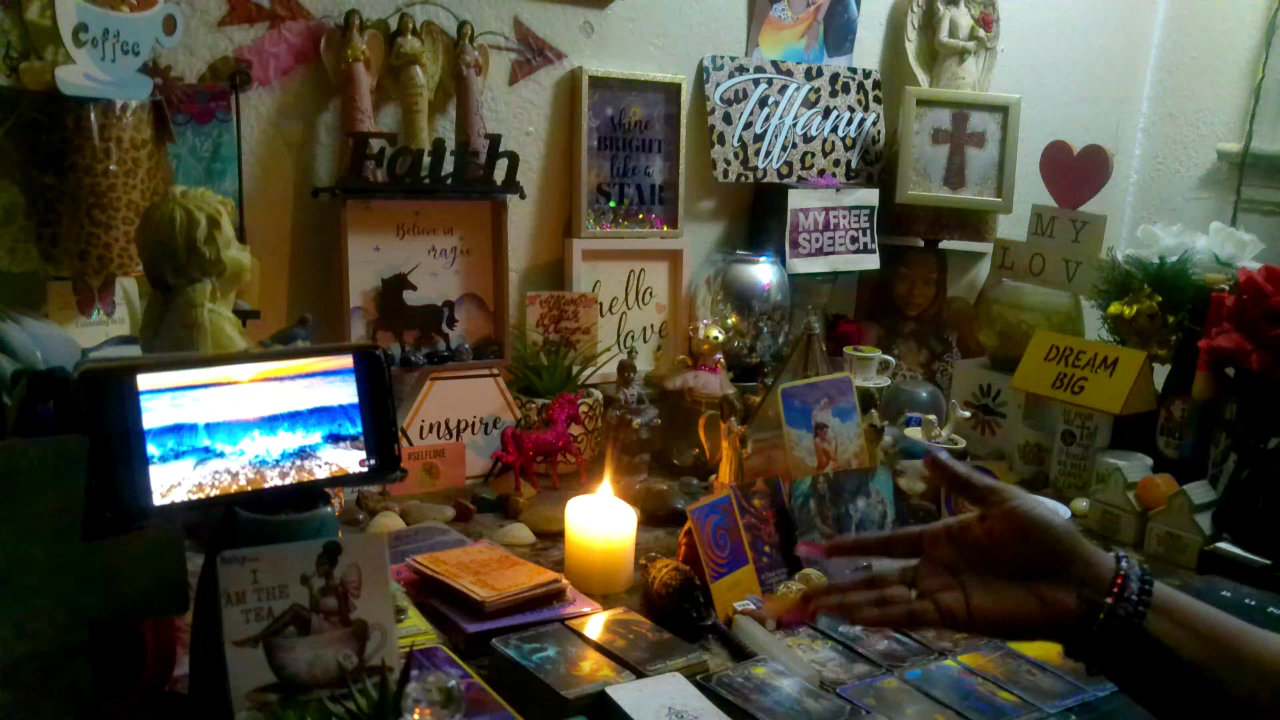 Coffee
Faith
Believe in
magic
Shine
BRIGHT
like a
STAR
Tiffany
MY FREE
SPEECH.
MY
LOV
hello
love
DREAM
BIG
inspire
#SELFLOVE
I
AM THE
TEA